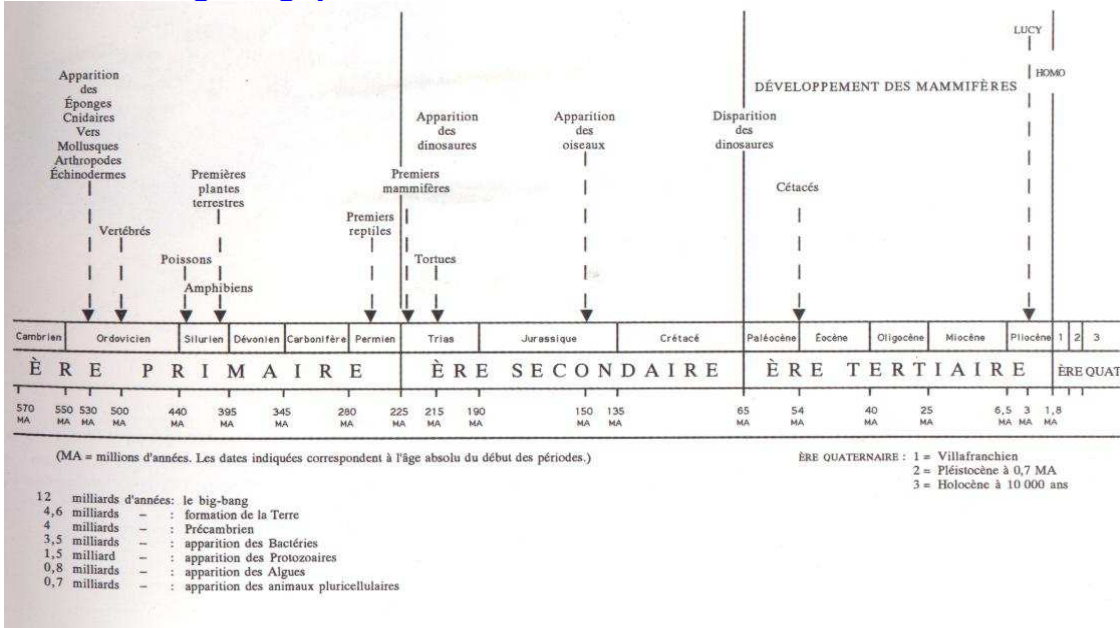 LUCY
HOMO
DÉVELOPPEMENT DES MAMMIFÈRES
Apparition
des
Éponges
Cnidaires
Vers
Mollusques
Arthropodes
Échinodermes
Vertébrés
Poissons
Premières
plantes
terrestres
Amphibiens
Premiers
reptiles
Premiers
mammifères
Apparition
des
dinosaures
Tortues
Apparition
des
oiseaux
Disparition
des
dinosaures
Cétacés
Cambrien Ordovicien Silurien Dévonien Carbonifère Permien Trias Jurassique Crétacé Paléocène Éocène Oligocène Miocène Pliocène 1 2 3
ÈRE PRIMAIRE ÈRE SECONDAIRE ÈRE TERTIAIRE ÈRE QUAT
570 550 530 500 440 395 345 280 225 215 190 150 135 65 54 40 25 6,5 3 1,8
MA MA MA MA MA MA MA MA MA MA MA MA MA MA MA MA MA MA MA MA
(MA = millions d'années. Les dates indiquées correspondent à l'âge absolu du début des périodes.)
ÈRE QUATERNAIRE : 1 = Villafranchien
2 = Pléistocène à 0,7 MA
3 = Holocène à 10 000 ans
12 milliards d'années: le big-bang
4,6 milliards – : formation de la Terre
4 milliards – : Précambrien
3,5 milliards – : apparition des Bactéries
1,5 milliard – : apparition des Protozoaires
0,8 milliards – : apparition des Algues
0,7 milliards – : apparition des animaux pluricellulaires